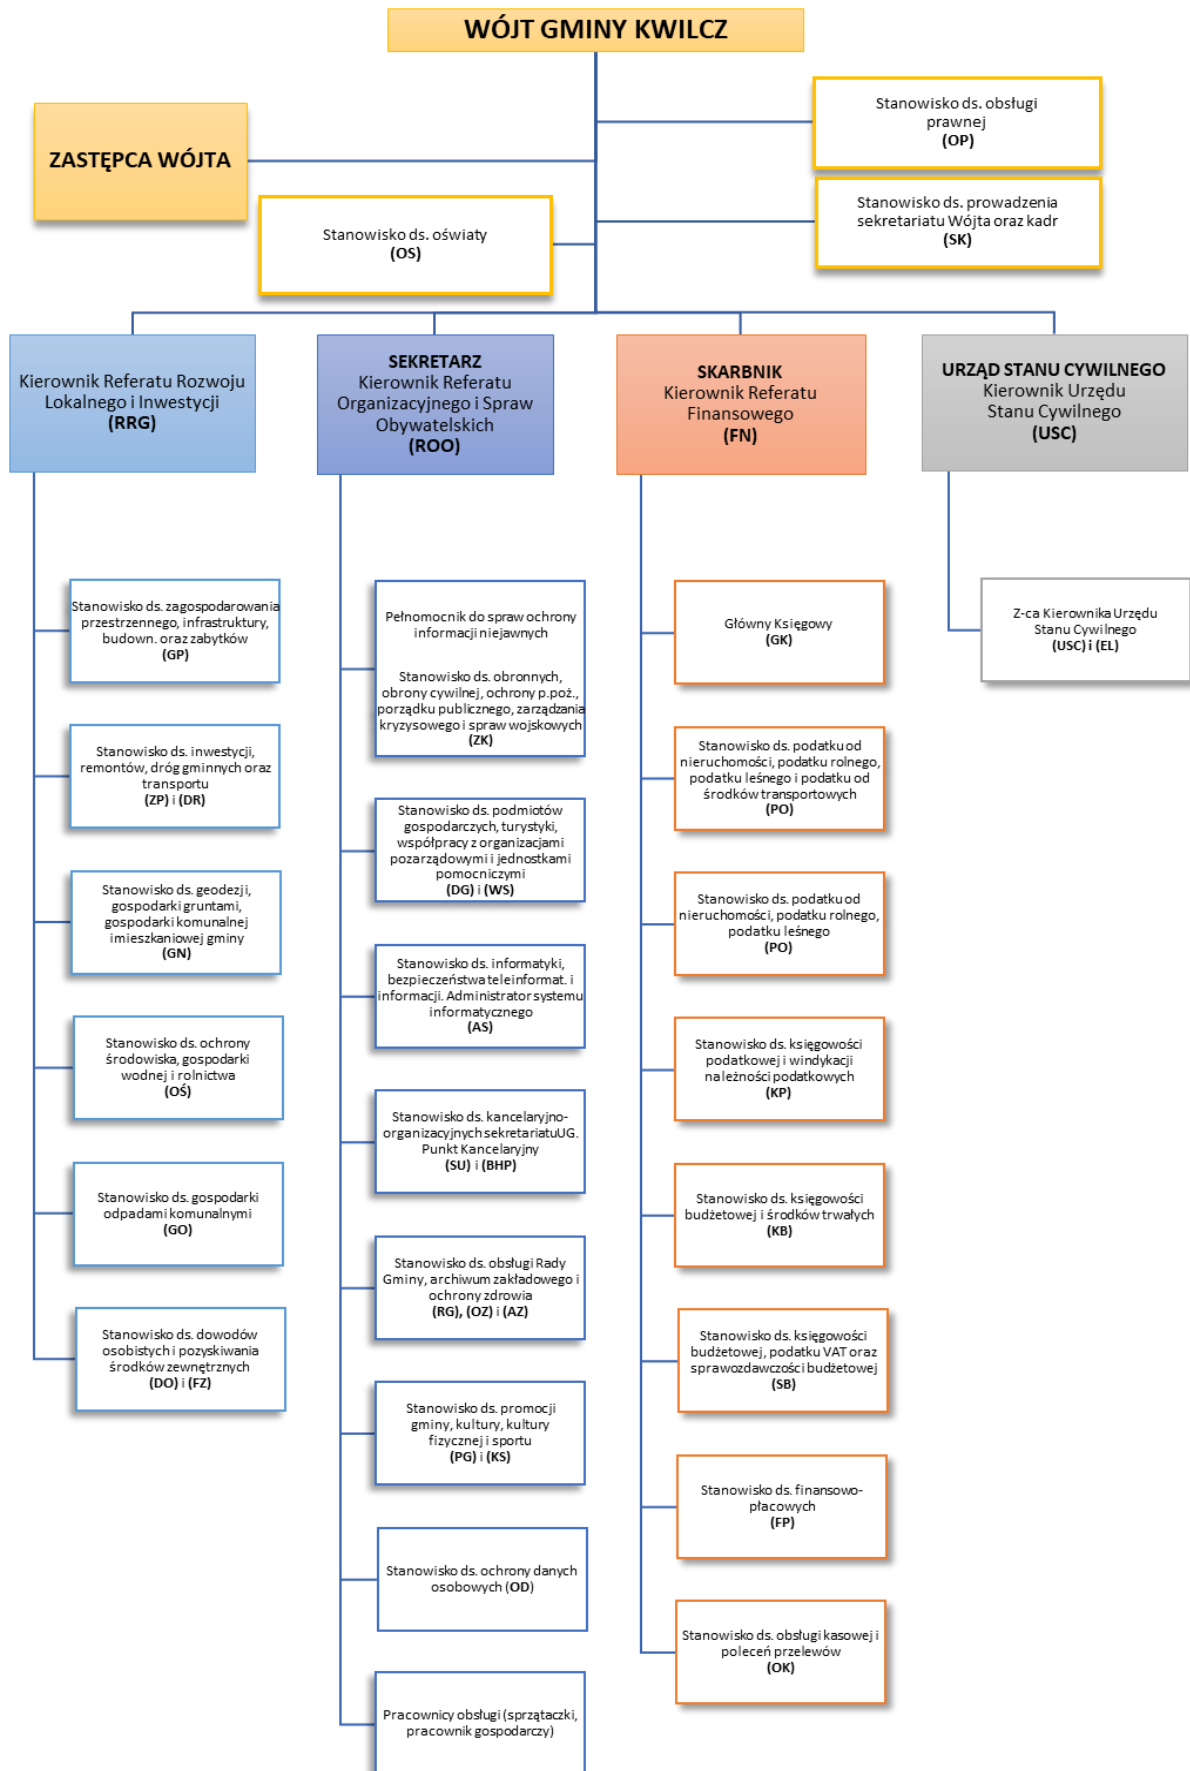 WÓJT GMINY KWILCZ
Stanowisko ds. obsługi
prawnej
(OP)
ZASTĘPCA WÓJTA
Stanowisko ds. prowadzenia
sekretariatu Wójta oraz kadr
(SK)
Stanowisko ds. oświaty
(OS)
Kierownik Referatu Rozwoju
Lokalnego i Inwestycji
(RRG)
SEKRETARZ
Kierownik Referatu
Organizacyjnego i Spraw
Obywatelskich
(ROO)
SKARBNIK
Kierownik Referatu
Finansowego
(FN)
URZĄD STANU CYWILNEGO
Kierownik Urzędu
Stanu Cywilnego
(USC)
Stanowisko ds. zagospodarowania
przestrzennego, infrastruktury,
budown. oraz zabytków
(GP)
Stanowisko ds. inwestycji,
remontów, dróg gminnych oraz
transportu
(ZP) i (DR)
Stanowisko ds. geodezji,
gospodarki gruntami,
gospodarki komunalnej
imieszkaniowej gminy
(GN)
Stanowisko ds. ochrony
środowiska, gospodarki
wodnej i rolnictwa
(OŚ)
Stanowisko ds. gospodarki
odpadami komunalnymi
(GO)
Stanowisko ds. dowodów
osobistych i pozyskiwania
środków zewnętrznych
(DO) i (FZ)
Pełnomocnik do spraw ochrony
informacji niejawnych
Stanowisko ds. obronnych,
obrony cywilnej, ochrony p.poż.,
porządku publicznego, zarządzania
kryzysowego i spraw wojskowych
(ZK)
Stanowisko ds. podmiotów
gospodarczych, turystyki,
współpracy z organizacjami
pozarządowymi i jednostkami
pomocniczymi
(DG) i (WS)
Stanowisko ds. informatyki,
bezpieczeństwa teleinformat. i
informacji. Administrator systemu
informatycznego
(AS)
Stanowisko ds. kancelaryjno-
organizacyjnych sekretariatuUG.
Punkt Kancelaryjny
(SU) i (BHP)
Stanowisko ds. obsługi Rady
Gminy, archiwum zakładowego i
ochrony zdrowia
(RG), (OZ) i (AZ)
Stanowisko ds. promocji
gminy, kultury, kultury
fizycznej i sportu
(PG) i (KS)
Stanowisko ds. ochrony danych
osobowych (OD)
Pracownicy obsługi (sprzątaczki,
pracownik gospodarczy)
Główny Księgowy
(GK)
Stanowisko ds. podatku od
nieruchomości, podatku rolnego,
podatku leśnego i podatku od
środków transportowych
(PO)
Stanowisko ds. podatku od
nieruchomości, podatku rolnego,
podatku leśnego
(PO)
Stanowisko ds. księgowości
podatkowej i windykacji
należności podatkowych
(KP)
Stanowisko ds. księgowości
budżetowej i środków trwałych
(KB)
Stanowisko ds. księgowości
budżetowej, podatku VAT oraz
sprawozdawczości budżetowej
(SB)
Stanowisko ds. finansowo-
płacowych
(FP)
Stanowisko ds. obsługi kasowej i
poleceń przelewów
(OK)
Z-ca Kierownika Urzędu
Stanu Cywilnego
(USC) i (EL)